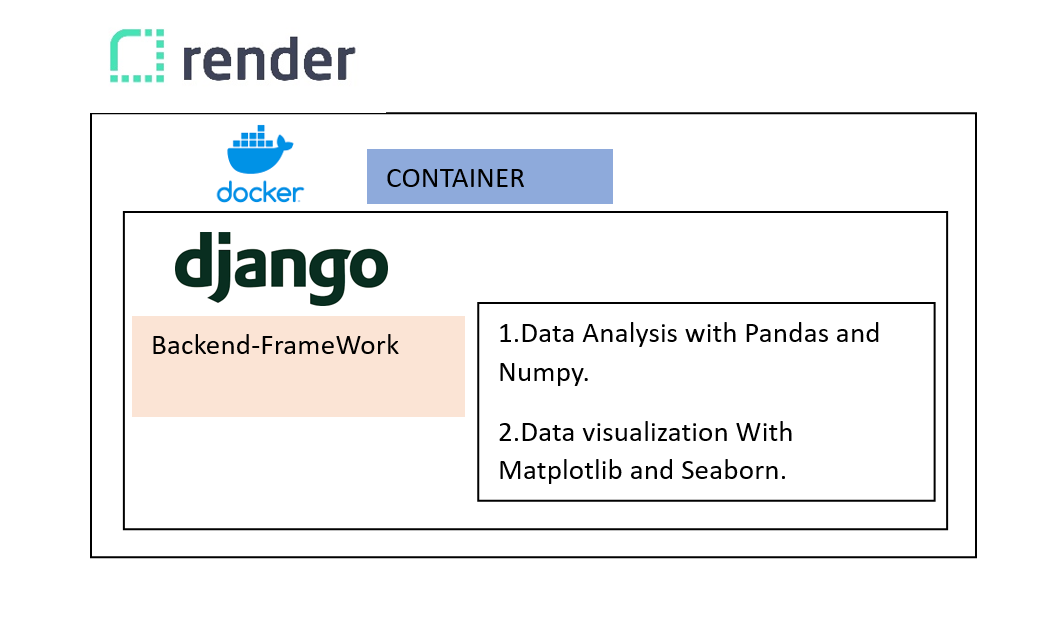 render
docker
CONTAINER
django
Backend-FrameWork
1.Data Analysis with Pandas and
Numpy.
2.Data visualization With
Matplotlib and Seaborn.